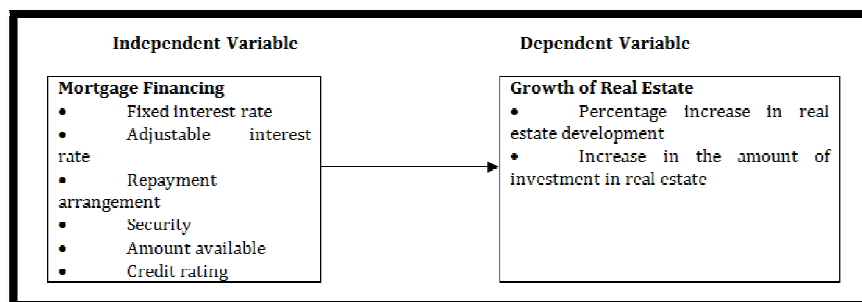 Independent Variable
Dependent Variable
Mortgage Financing
• Fixed interest rate
• Adjustable interest
rate
• Repayment
arrangement
• Security
• Amount available
• Credit rating
Growth of Real Estate
• Percentage increase in real
estate development
• Increase in the amount of
investment in real estate